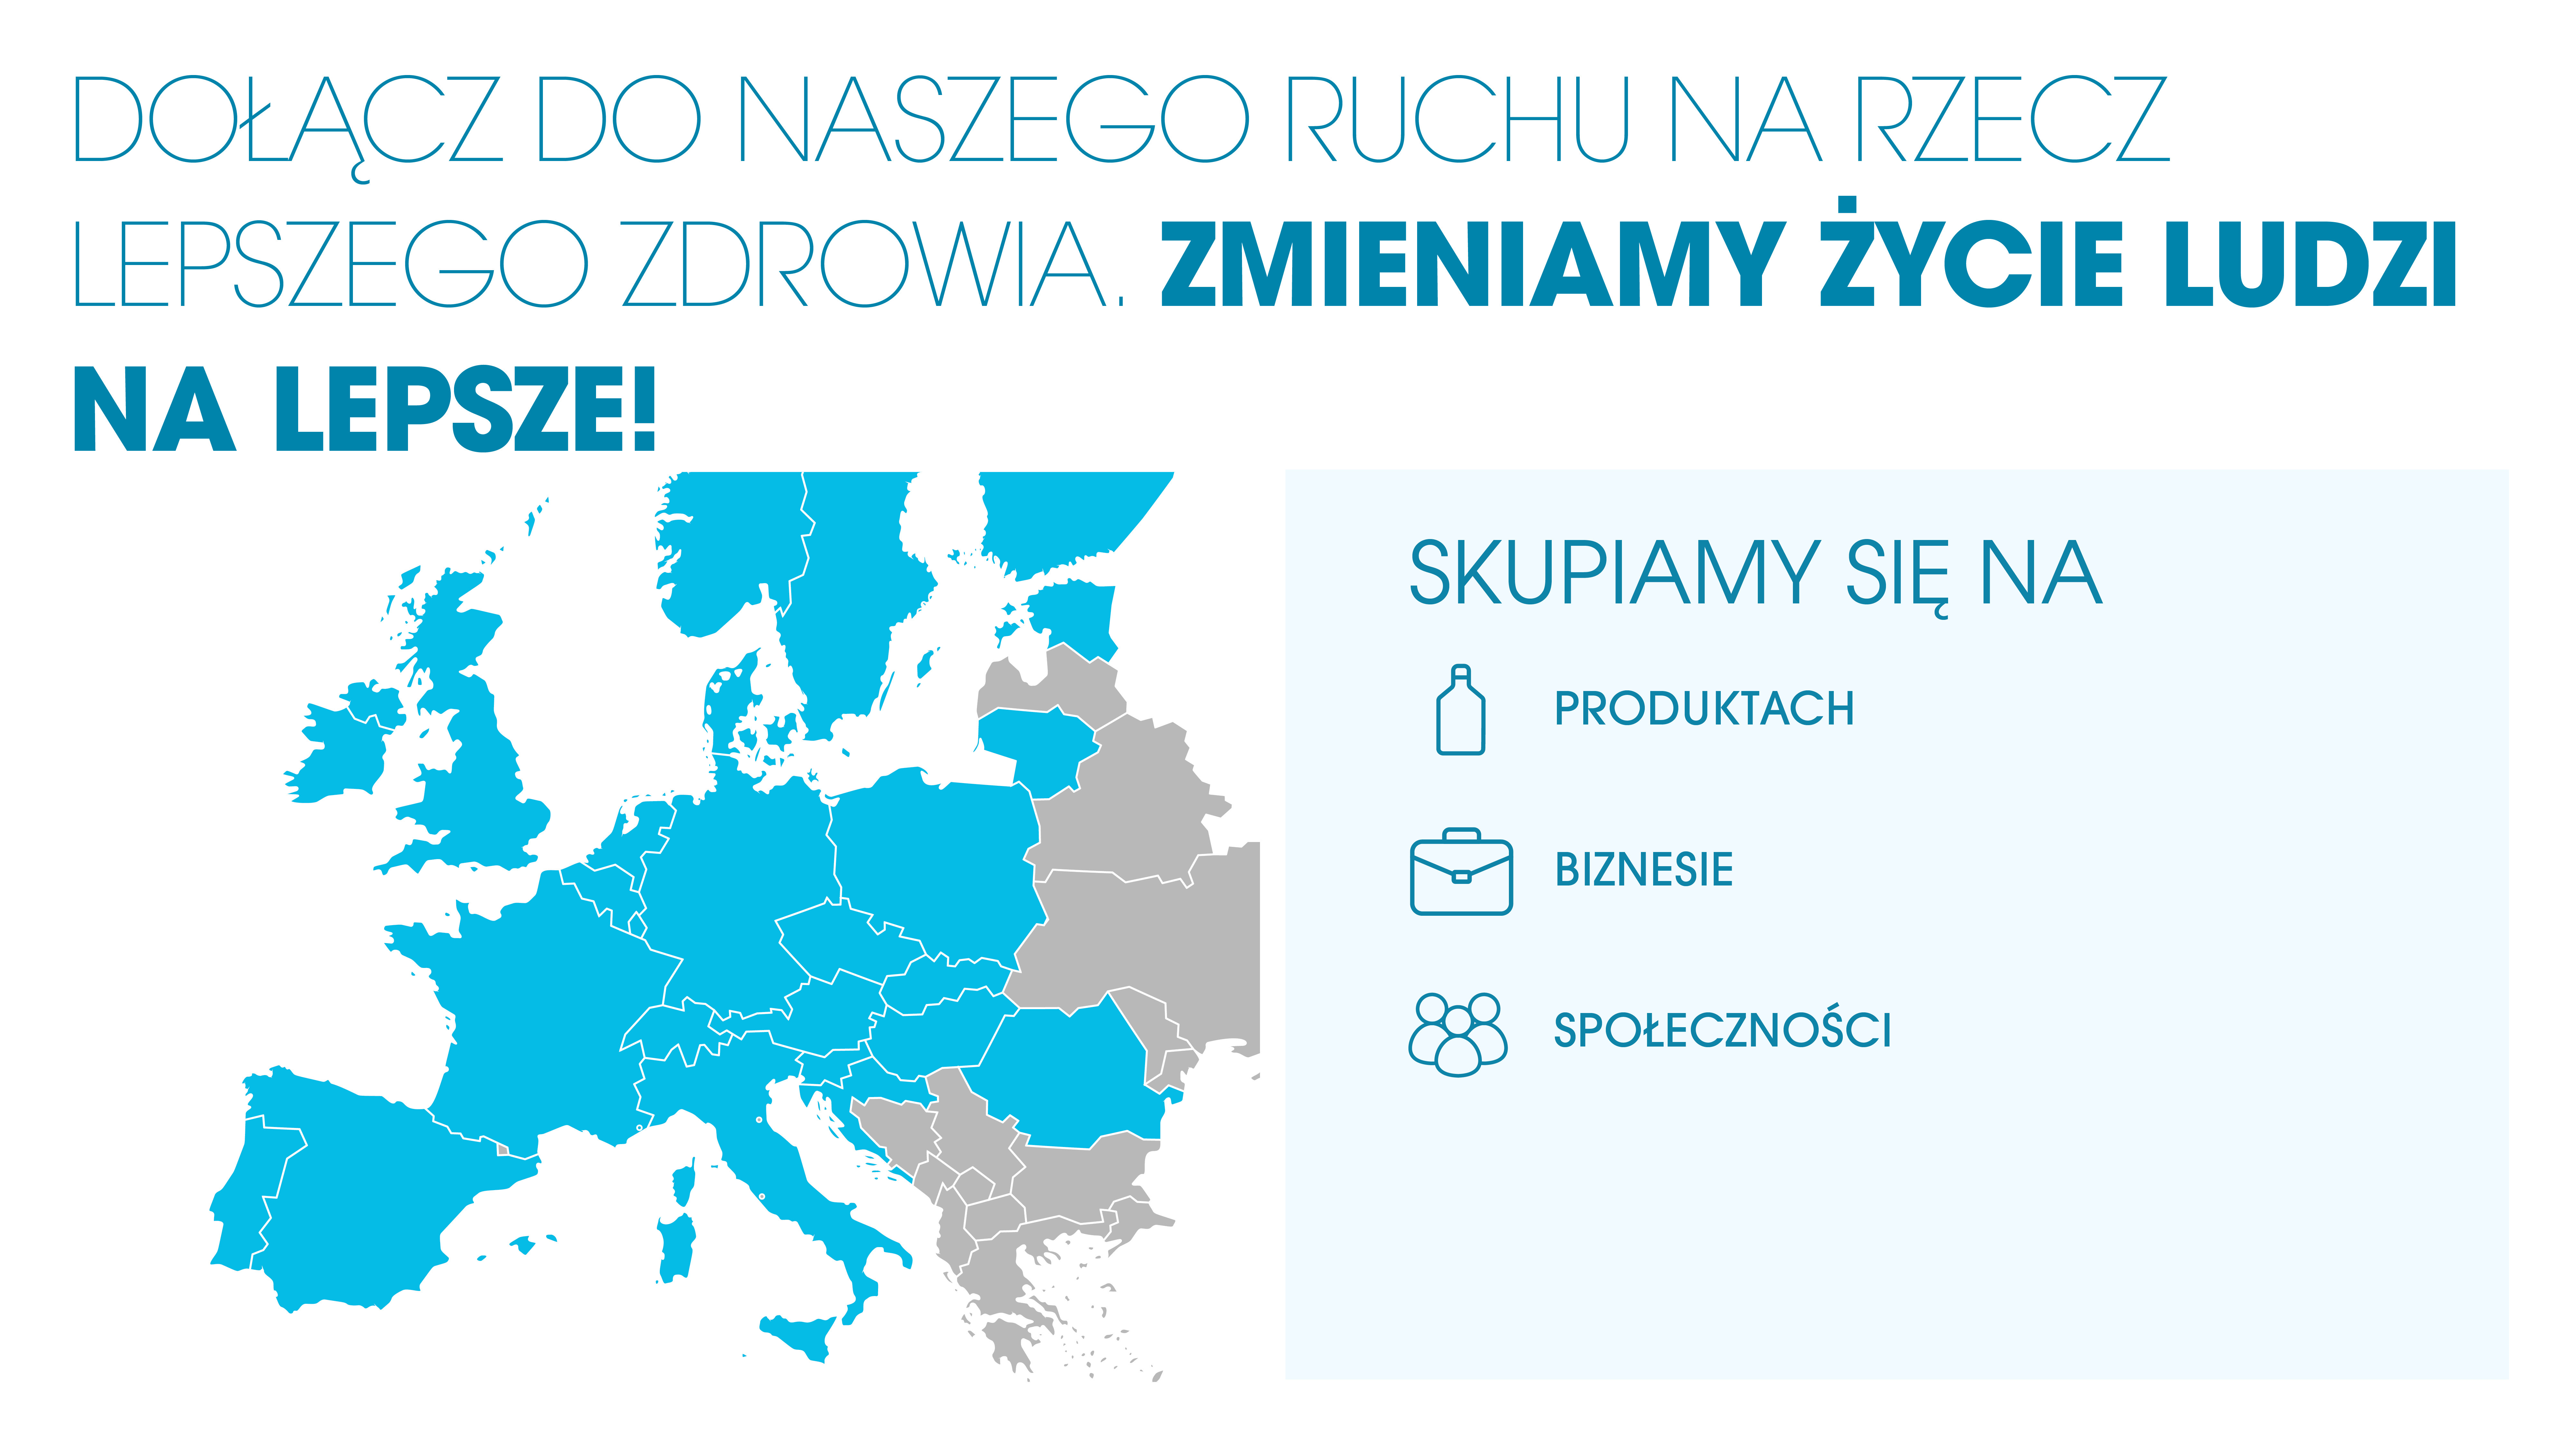 DOŁĄCZ DO NASZEGO RUCHU NA RZECZ
LEPSZEGO ZDROWIA. ZMIENIAMY ŻYCIE LUDZI
NA LEPSZE!
SKUPIAMY SIĘ NA
PRODUKTACH
BIZNESIE
SPOŁECZNOŚCI